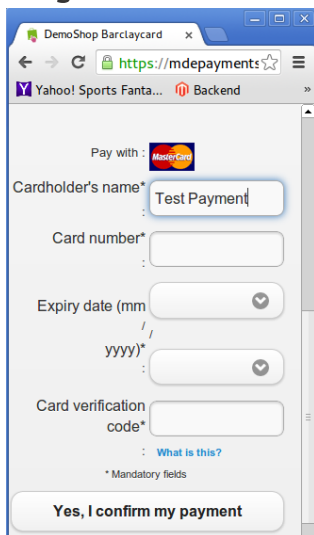 DemoShop Barclaycard
https://mdepayments
Yahoo! Sports Fanta... Backend »
Pay with :
MasterCard
Cardholder's name*
:
Test Payment
Card number*
:
Expiry date (mm
/
/
yyyy)*
:
Card verification
code*
: What is this?
* Mandatory fields
Yes, I confirm my payment